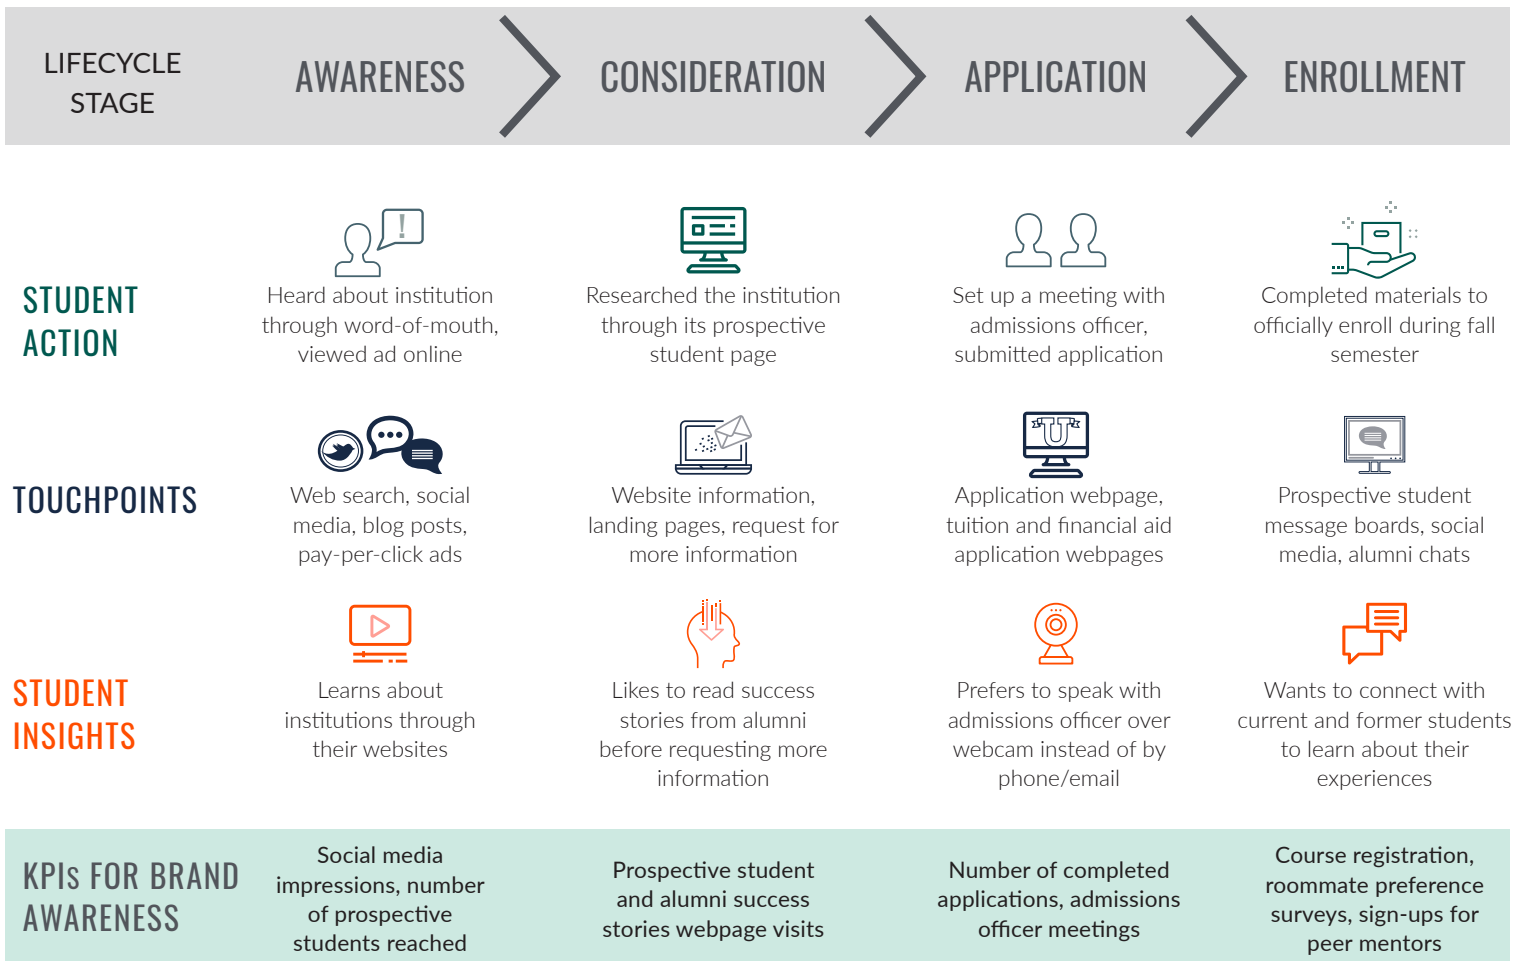 LIFECYCLE
STAGE
AWARENESS
CONSIDERATION
APPLICATION
ENROLLMENT
STUDENT
ACTION
!
Heard about institution
through word-of-mouth,
viewed ad online
Researched the institution
through its prospective
student page
Set up a meeting with
admissions officer,
submitted application
Completed materials to
officially enroll during fall
semester
TOUCHPOINTS
Web search, social
media, blog posts,
pay-per-click ads
Website information,
landing pages, request for
more information
U
Application webpage,
tuition and financial aid
application webpages
Prospective student
message boards, social
media, alumni chats
STUDENT
INSIGHTS
Learns about
institutions through
their websites
Likes to read success
stories from alumni
before requesting more
information
Prefers to speak with
admissions officer over
webcam instead of by
phone/email
Wants to connect with
current and former students
to learn about their
experiences
KPIs FOR BRAND
AWARENESS
Social media
impressions, number
of prospective
students reached
Prospective student
and alumni success
stories webpage visits
Number of completed
applications, admissions
officer meetings
Course registration,
roommate preference
surveys, sign-ups for
peer mentors